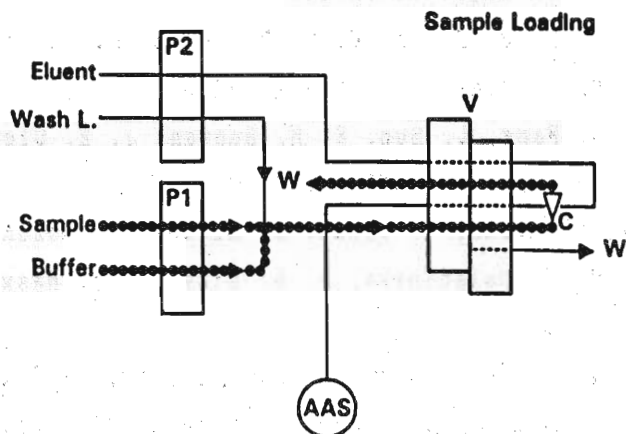 Sample Loading
P2
Eluent
Wash L.
V
W
P1
Sample
C
Buffer
W
AAS